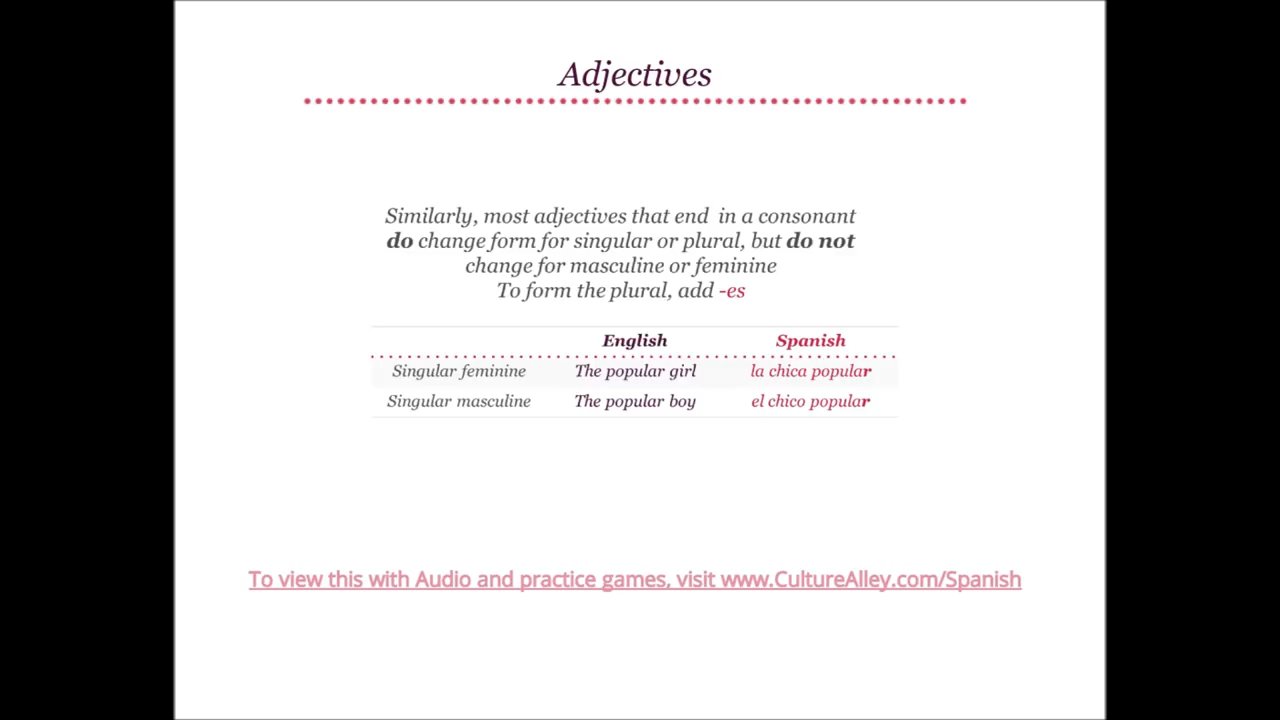 Adjectives
Similarly, most adjectives that end in a consonant
do change form for singular or plural, but do not
change for masculine or feminine
To form the plural, add -es
English Spanish
Singular feminine The popular girl la chica popular
Singular masculine The popular boy el chico popular
To view this with Audio and practice games, visit www.CultureAlley.com/Spanish